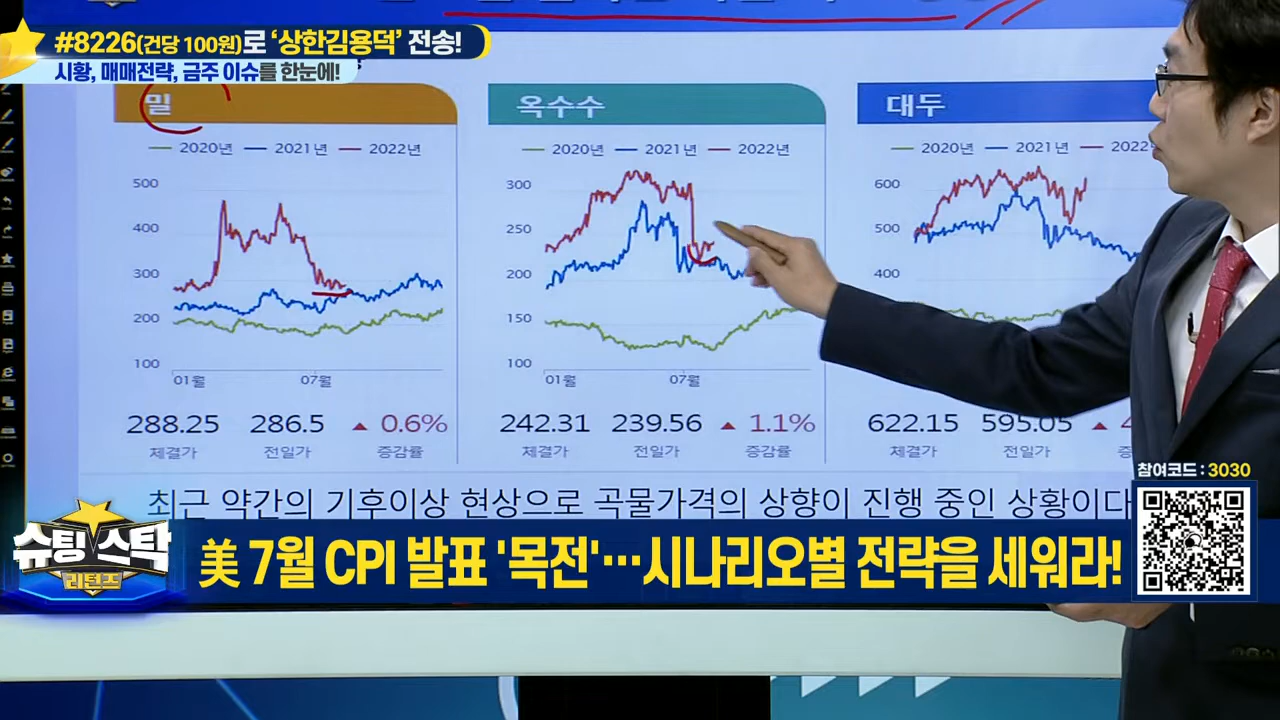 #8226(건당 100원)로 '상한김용덕' 전송!
시황, 매매전략, 금주 이슈를 한눈에!
밀
옥수수
대두
2020년 2021년 2022년
2020년 2021년 2022년
2020년 2021년 2022
500
400
300
200
100
01월 07월
300
250
200
150
100
01월 07월
600
500
400
288.25 286.5 ▲ 0.6%
체결가 전일가 증감률
242.31 239.56 ▲ 1.1%
체결가 전일가 증감률
622.15 595.05 ▲ 4
체결가 전일가 증
최근 약간의 기후이상 현상으로 곡물가격의 상향이 진행 중인 상황이다
참여코드 : 3030
슈팅스탁
리턴즈
美 7월 CPI 발표 '목전'…시나리오별 전략을 세워라!